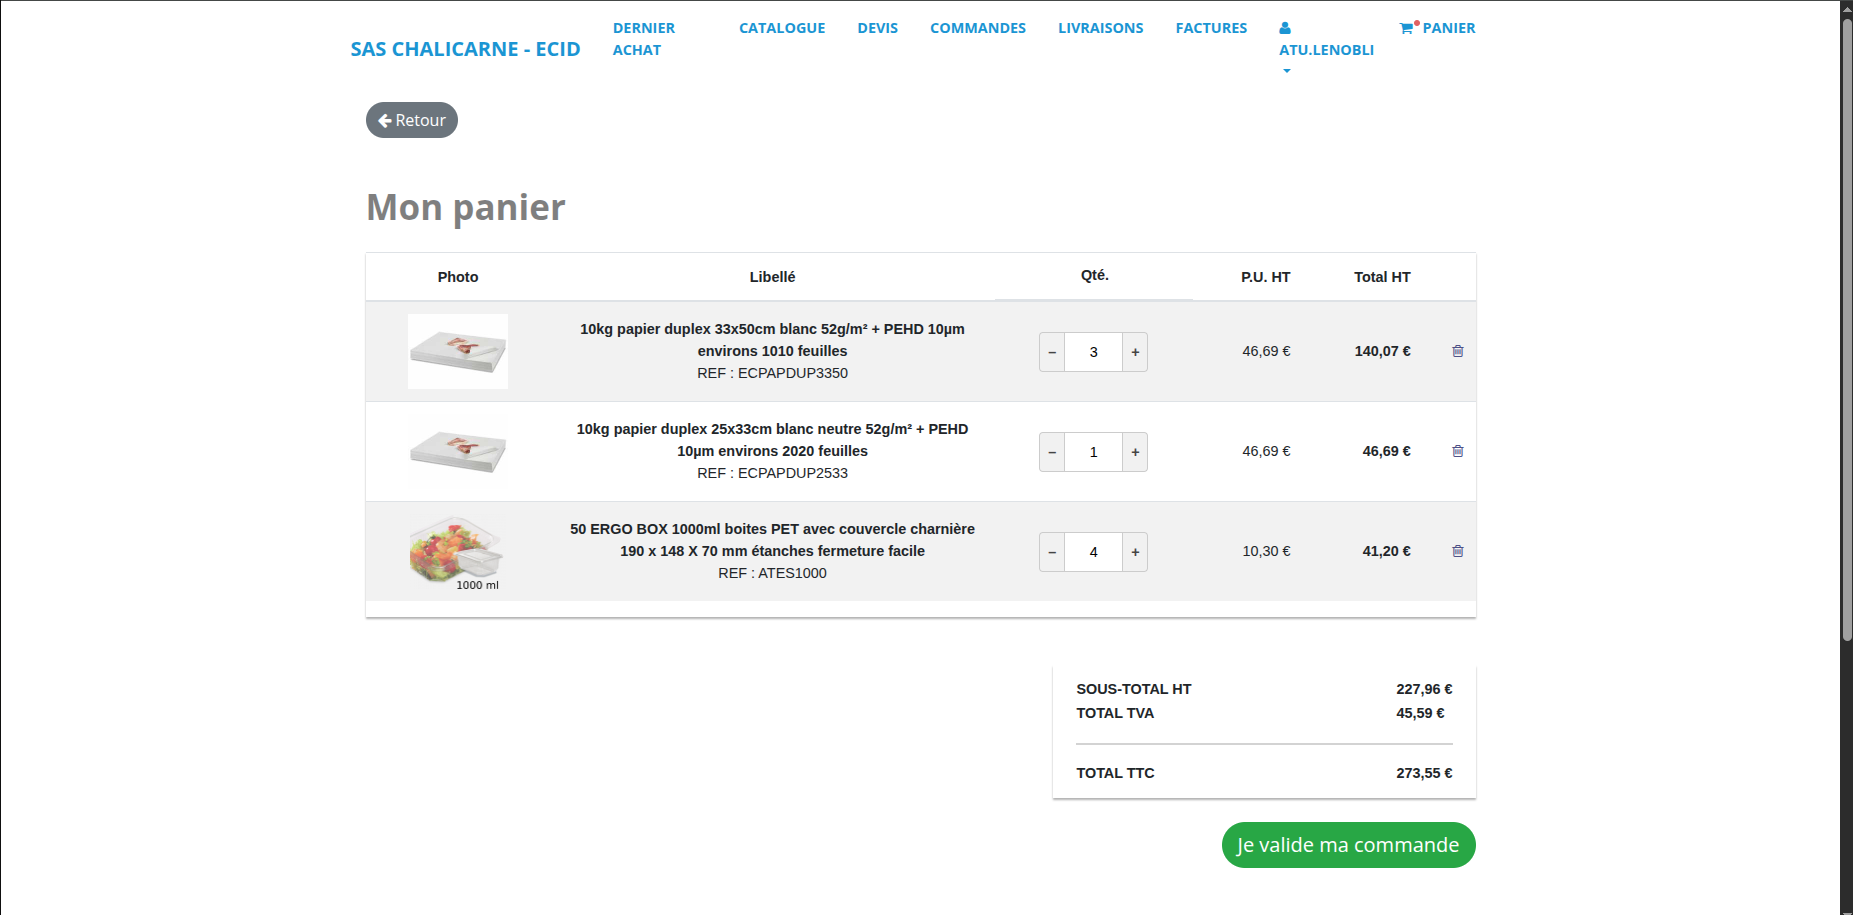 SAS CHALICARNE - ECID
DERNIER
ACHAT
CATALOGUE
DEVIS
COMMANDES
LIVRAISONS
FACTURES
ATU.LENOBLI
PANIER
Retour
Mon panier
Photo Libellé Qté. P.U. HT Total HT
10kg papier duplex 33x50cm blanc 52g/m² + PEHD 10µm
environs 1010 feuilles
REF : ECPAPDUP3350
– 3 + 46,69 € 140,07 €
10kg papier duplex 25x33cm blanc neutre 52g/m² + PEHD
10µm environs 2020 feuilles
REF : ECPAPDUP2533
– 1 + 46,69 € 46,69 €
1000 ml
50 ERGO BOX 1000ml boites PET avec couvercle charnière
190 x 148 X 70 mm étanches fermeture facile
REF : ATES1000
– 4 + 10,30 € 41,20 €
SOUS-TOTAL HT 227,96 €
TOTAL TVA 45,59 €
TOTAL TTC 273,55 €
Je valide ma commande